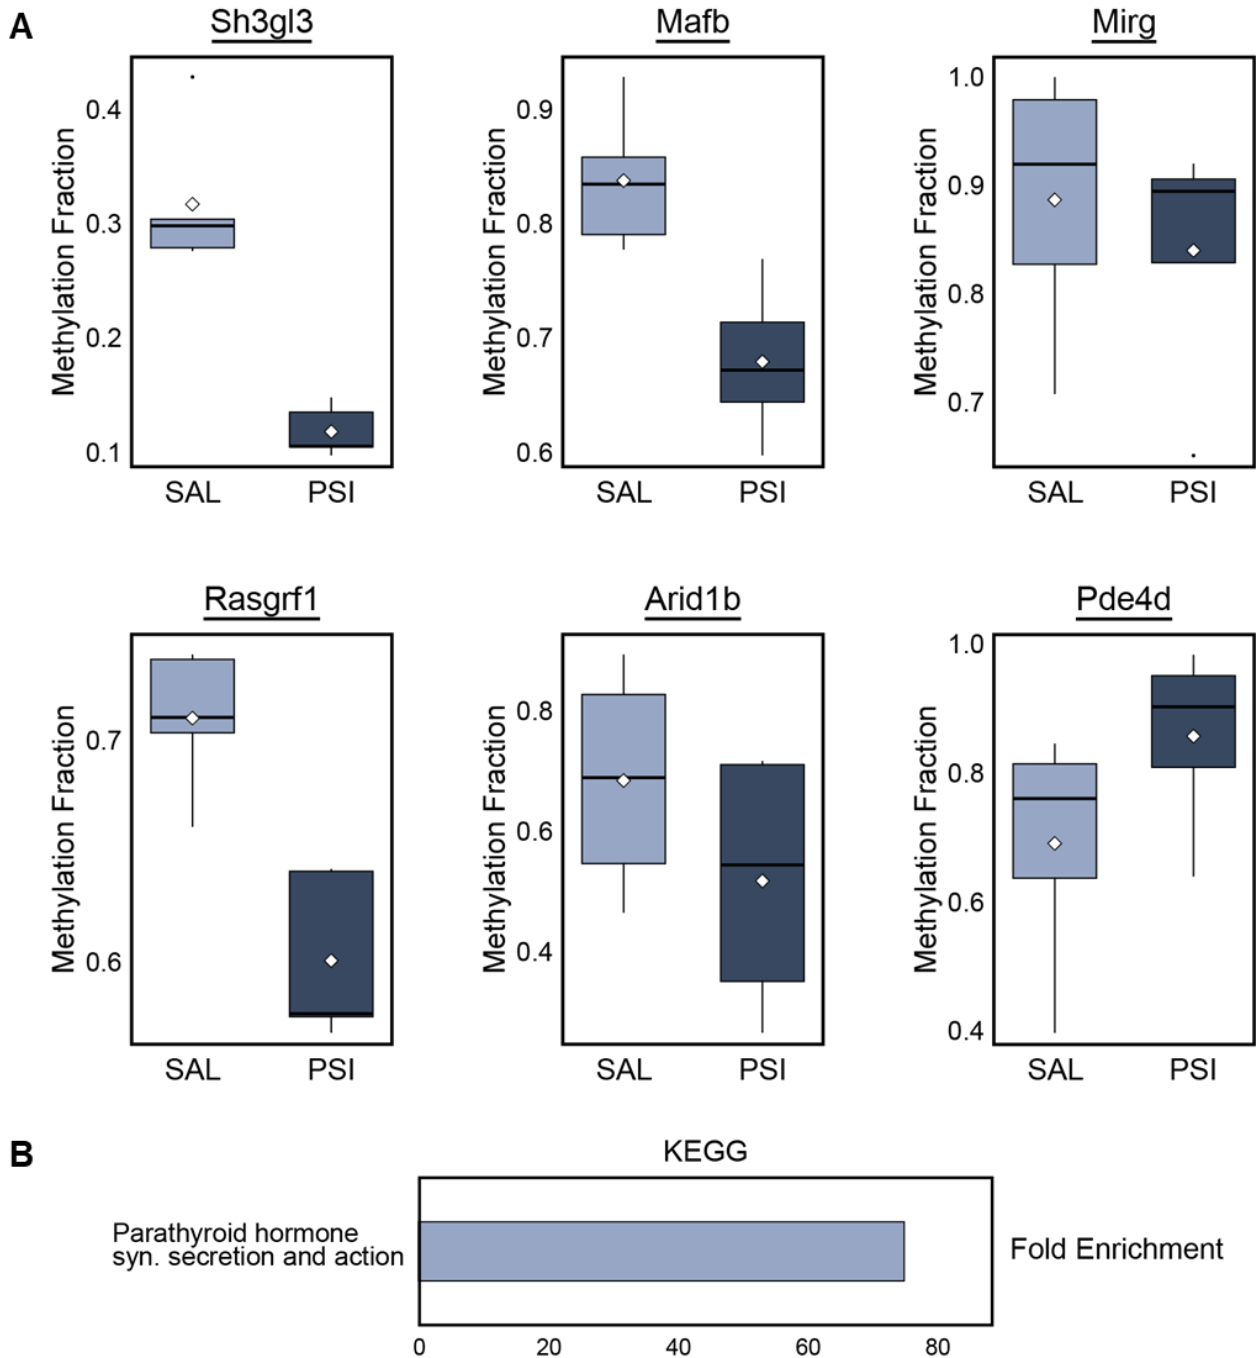 A
Sh3gl3
Mafb
Mirg
Methylation Fraction
0.4
0.3
0.2
0.1
SAL PSI
Methylation Fraction
0.9
0.8
0.7
0.6
SAL PSI
Methylation Fraction
1.0
0.9
0.8
0.7
SAL PSI
Rasgrf1
Arid1b
Pde4d
Methylation Fraction
0.7
0.6
SAL PSI
Methylation Fraction
0.8
0.6
0.4
SAL PSI
Methylation Fraction
1.0
0.8
0.6
0.4
SAL PSI
B
KEGG
Parathyroid hormone
syn. secretion and action
Fold Enrichment
0 20 40 60 80